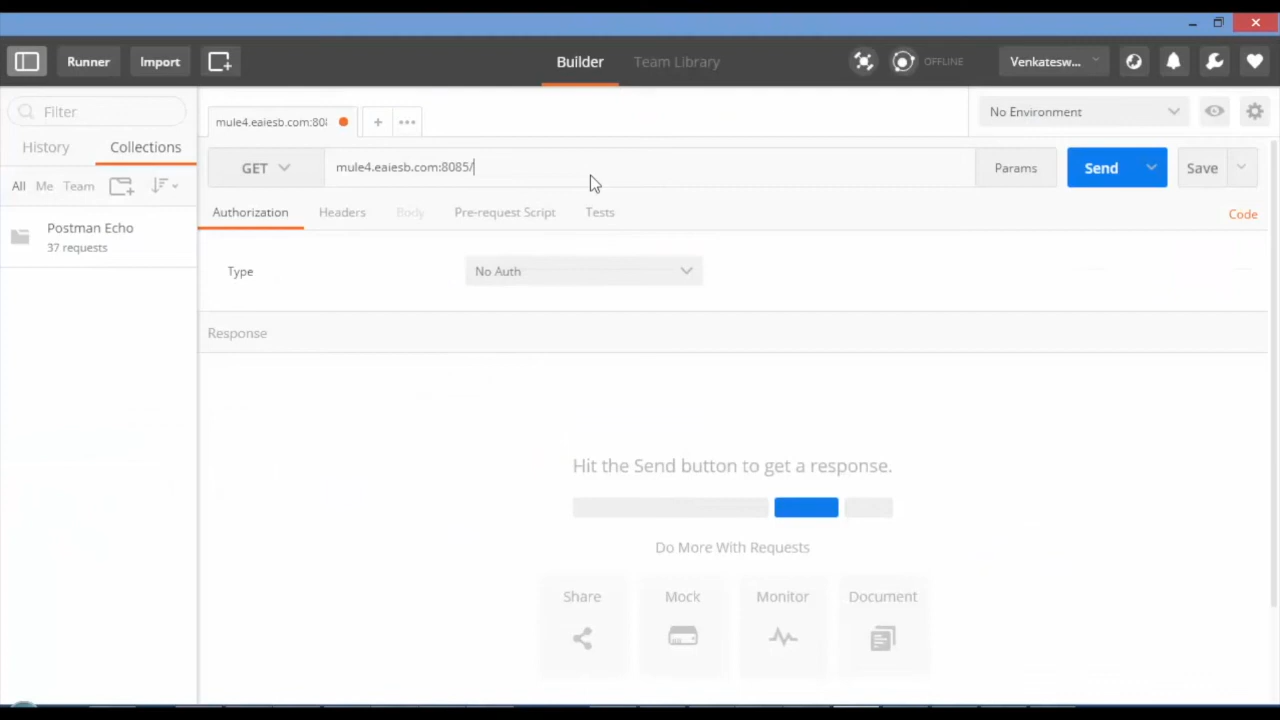 Runner
Import
Builder
Team Library
OFFLINE
Venkatesw...
Filter
mule4.eaiesb.com:808
No Environment
History
Collections
GET
mule4.eaiesb.com:8085/
Params
Send
Save
All Me Team
Authorization
Headers
Body
Pre-request Script
Tests
Code
Postman Echo
37 requests
Type
No Auth
Response
Hit the Send button to get a response.
Do More With Requests
Share
Mock
Monitor
Document